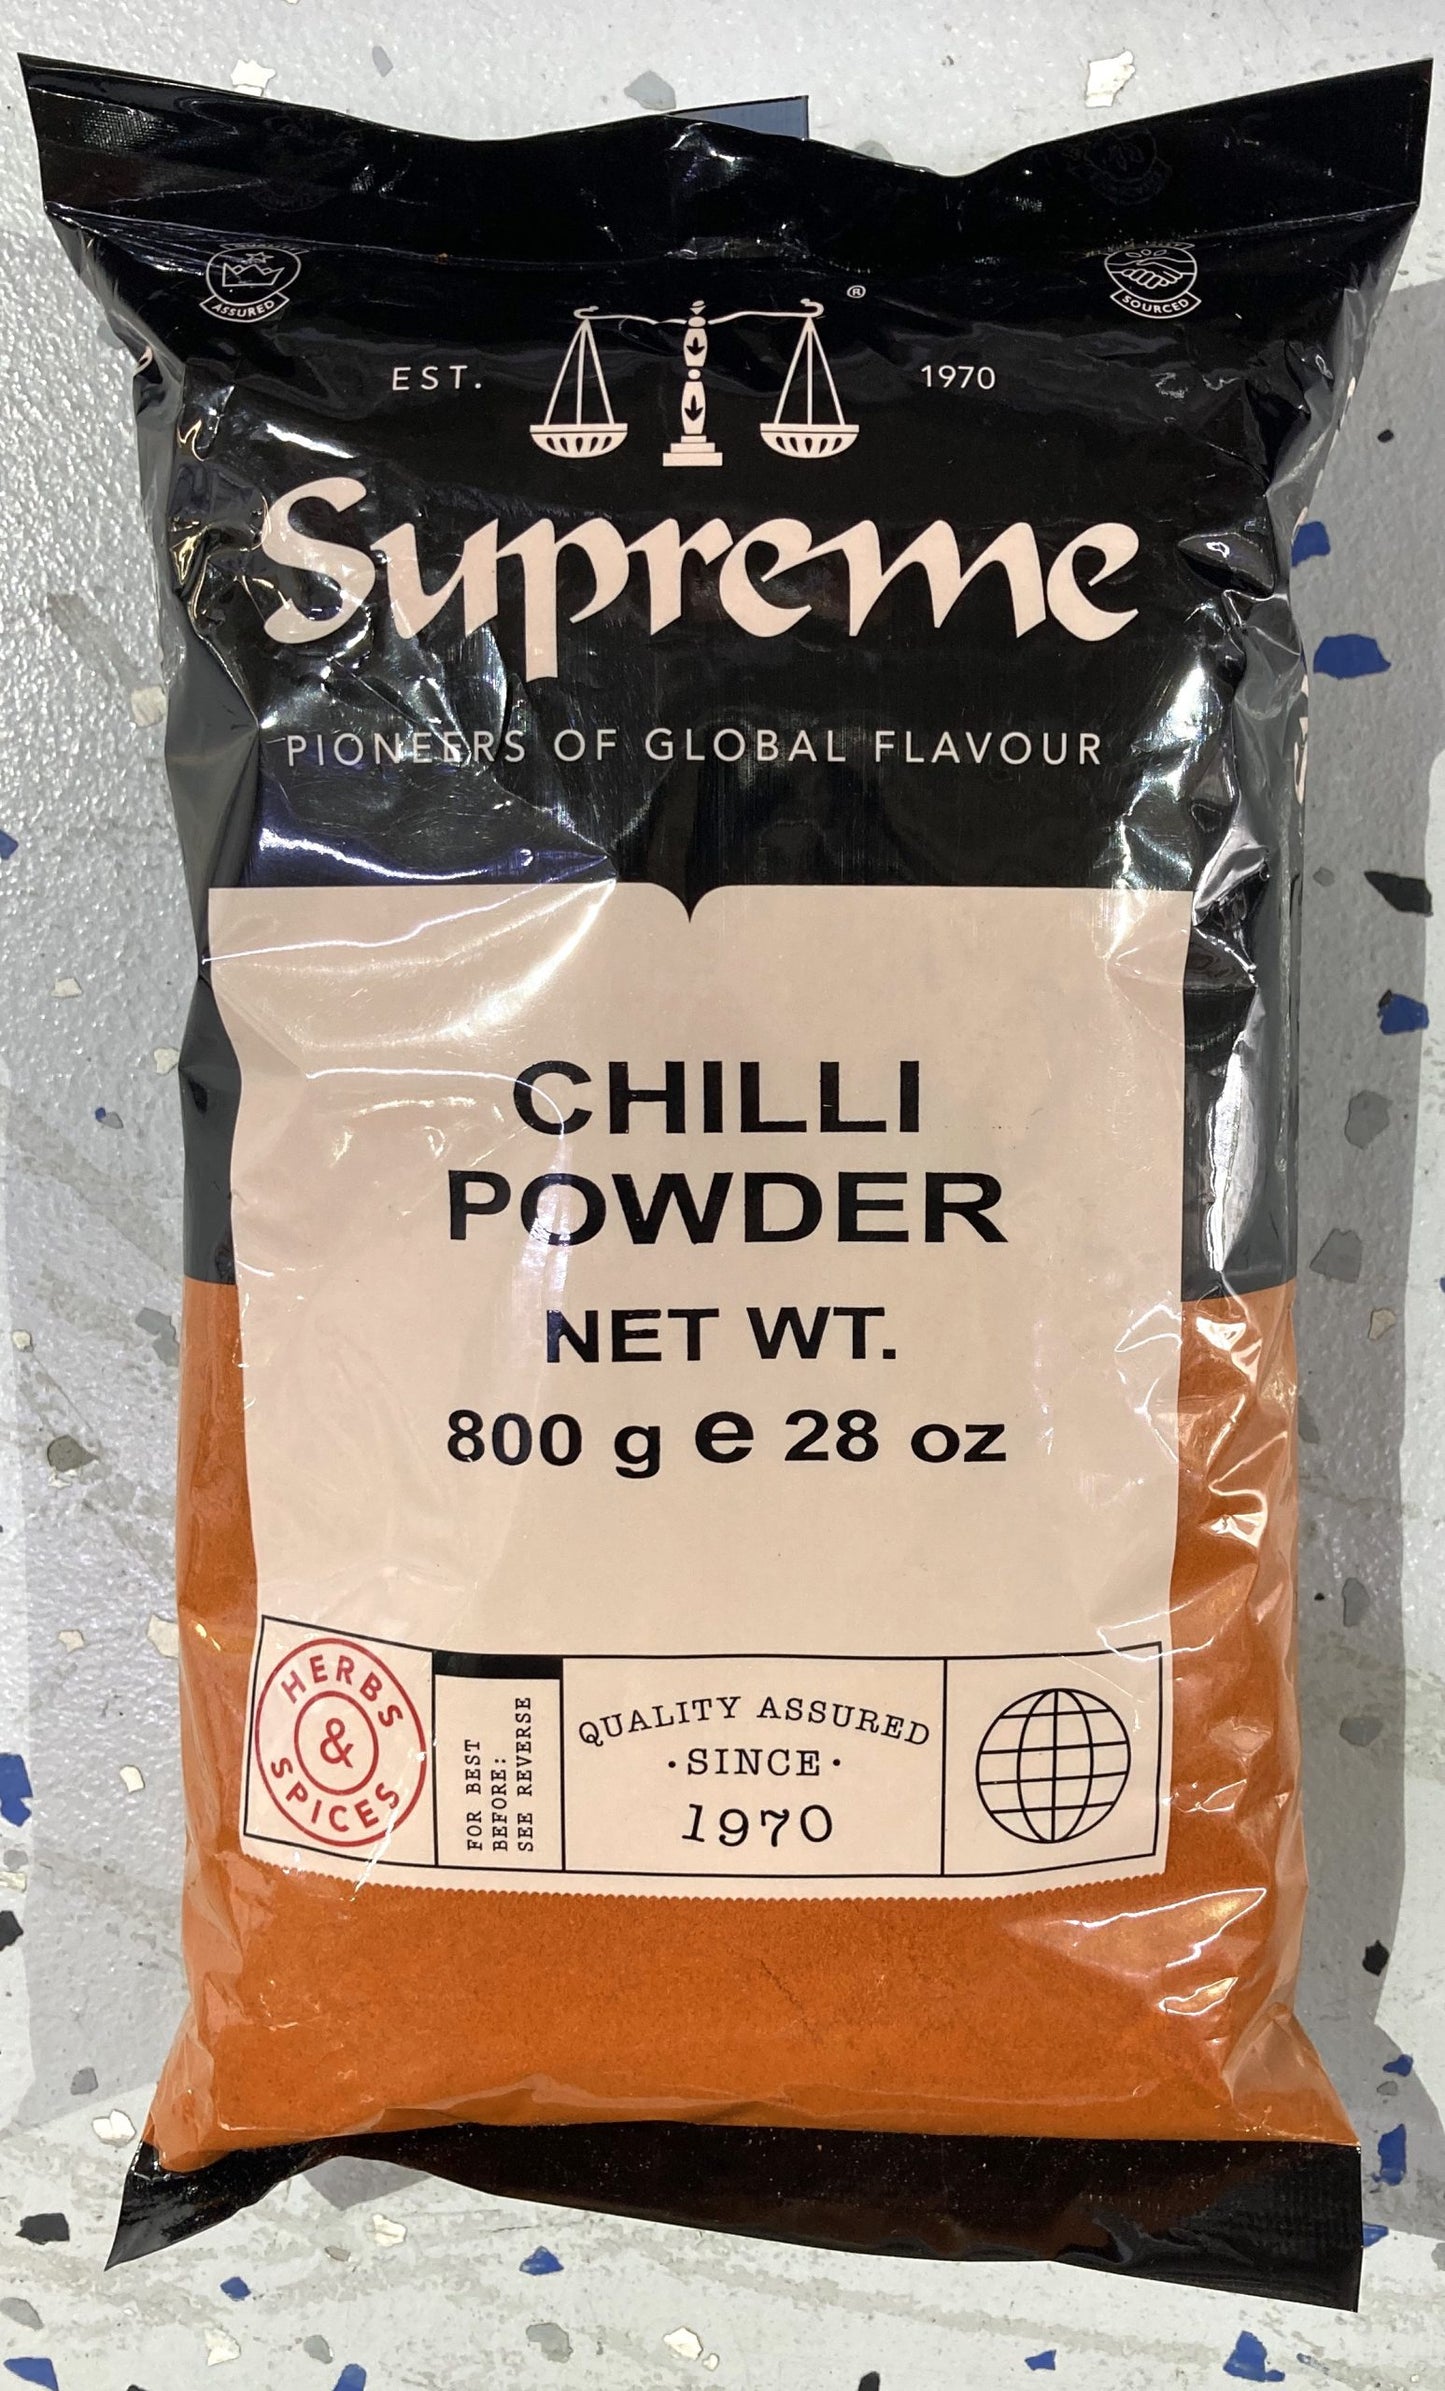 ASSURED
SOURCED
®
EST. 1970
Supreme
PIONEERS OF GLOBAL FLAVOUR
CHILLI
POWDER
NET WT.
800 g e 28 oz
HERBS
&
SPICES
FOR BEST
BEFORE:
SEE REVERSE
QUALITY ASSURED
·SINCE·
1970